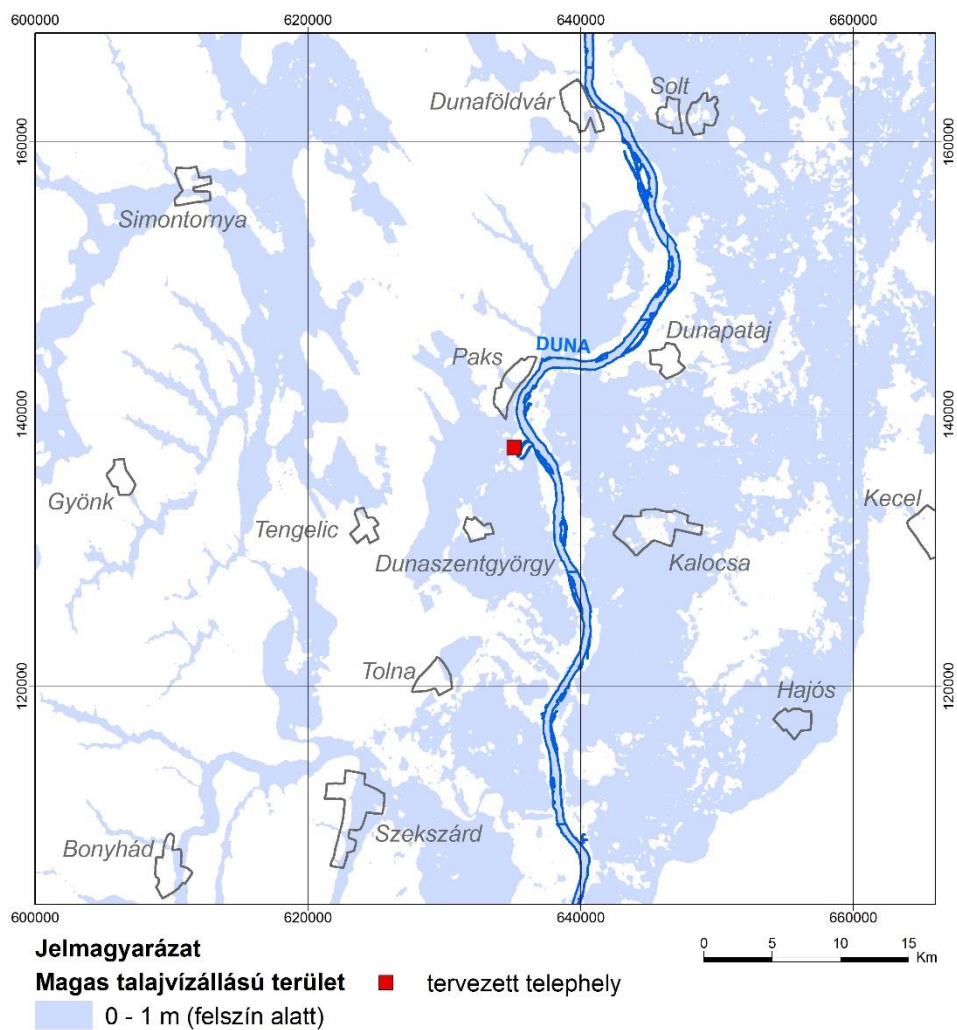 600000 620000 640000 660000
Dunaföldvár
Solt
160000 160000
Simontornya
DUNA
Dunapataj
Paks
140000 140000
Gyönk
Kecel
Tengelic
Dunaszentgyörgy
Kalocsa
Tolna
120000 120000
Hajós
Szekszárd
Bonyhád
600000 620000 640000 660000
Jelmagyarázat
0 5 10 15
Km
Magas talajvízállású terület
tervezett telephely
0 - 1 m (felszín alatt)